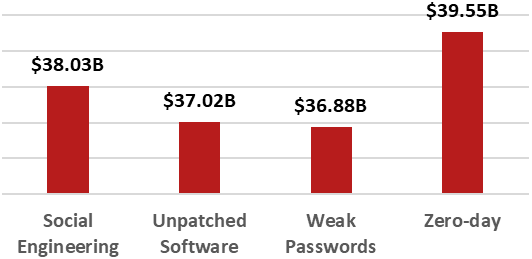 $39.55B
$38.03B
$37.02B
$36.88B
Social Engineering
Unpatched Software
Weak Passwords
Zero-day